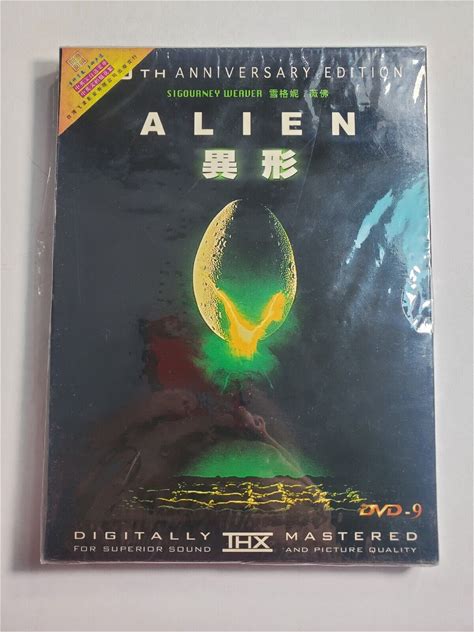 TH ANNIVERSARY EDITION
SIGOURNEY WEAVER 雪格妮 / 薇佛
ALIEN
異形
DVD-9
DIGITALLY THX MASTERED
FOR SUPERIOR SOUND AND PICTURE QUALITY